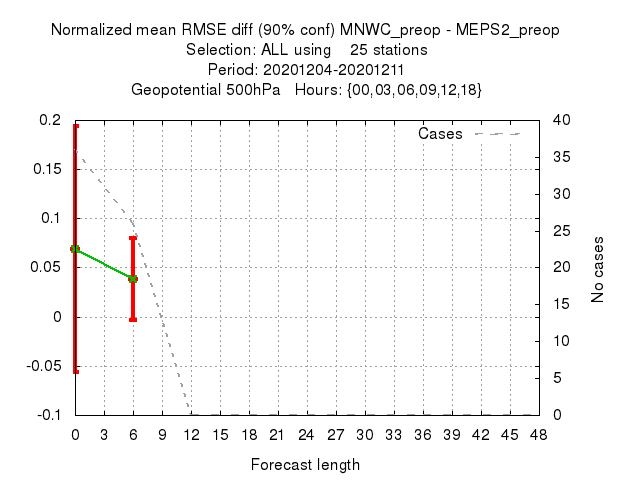 Normalized mean RMSE diff (90% conf) MNWC_preop - MEPS2_preop
Selection: ALL using    25 stations
Period: 20201204-20201211
Geopotential 500hPa   Hours: {00,03,06,09,12,18}
Cases
0.2
0.15
0.1
0.05
0
-0.05
-0.1
40
35
30
25
20
15
10
5
0
No cases
0 3 6 9 12 15 18 21 24 27 30 33 36 39 42 45 48
Forecast length